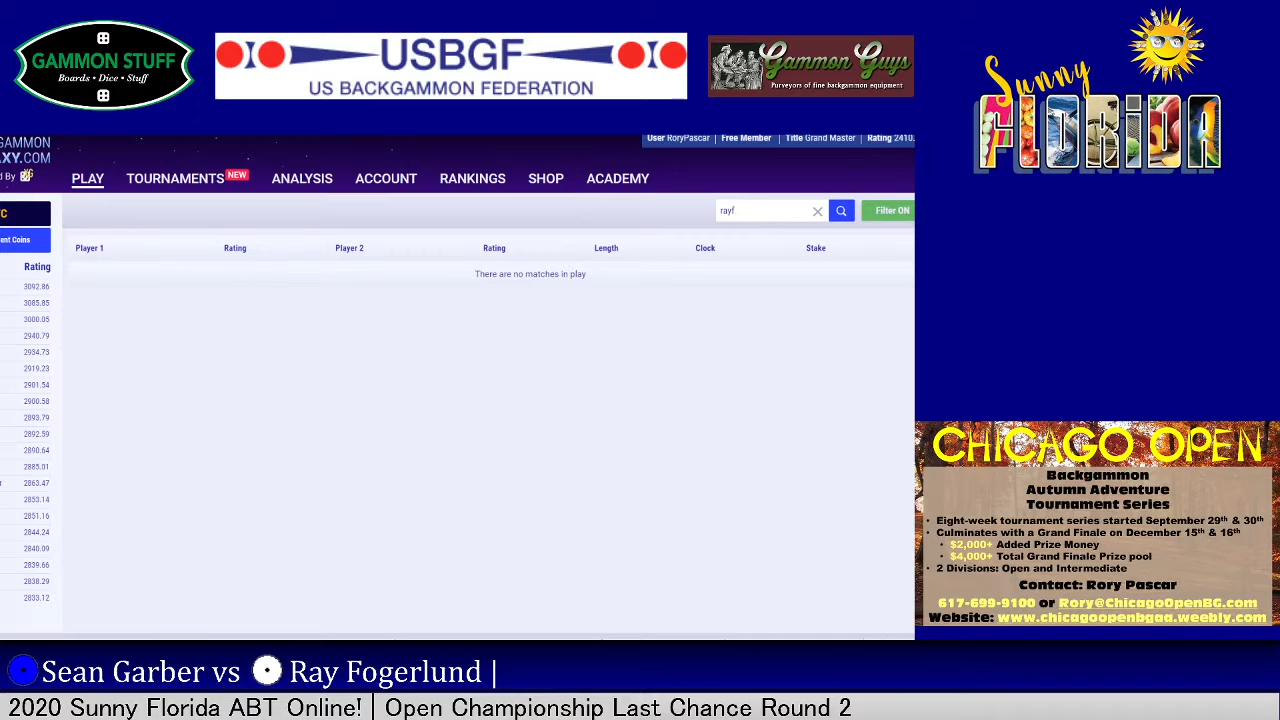 GAMMON STUFF
Boards • Dice • Stuff
USBGF
US BACKGAMMON FEDERATION
Gammon Guys
Purveyors of fine backgammon equipment
Sunny
FLORIDA
GAMMON
AXY.COM
d By
User RoryPascar | Free Member | Title Grand Master | Rating 2410.
PLAY TOURNAMENTS NEW ANALYSIS ACCOUNT RANKINGS SHOP ACADEMY
rayf
Filter ON
C
ent Coins
Player 1 Rating Player 2 Rating Length Clock Stake
There are no matches in play
Rating
3092.86
3085.85
3000.05
2940.79
2934.73
2919.23
2901.54
2900.58
2893.79
2892.59
2890.64
2885.01
2863.47
2853.14
2851.16
2844.24
2840.09
2839.66
2838.29
2833.12
CHICAGO OPEN
Backgammon
Autumn Adventure
Tournament Series
• Eight-week tournament series started September 29th & 30th
• Culminates with a Grand Finale on December 15th & 16th
• $2,000+ Added Prize Money
• $4,000+ Total Grand Finale Prize pool
• 2 Divisions: Open and Intermediate
Contact: Rory Pascar
617-699-9100 or Rory@ChicagoOpenBG.com
Website: www.chicagoopenbgaa.weebly.com
Sean Garber vs Ray Fogerlund |
2020 Sunny Florida ABT Online! | Open Championship Last Chance Round 2